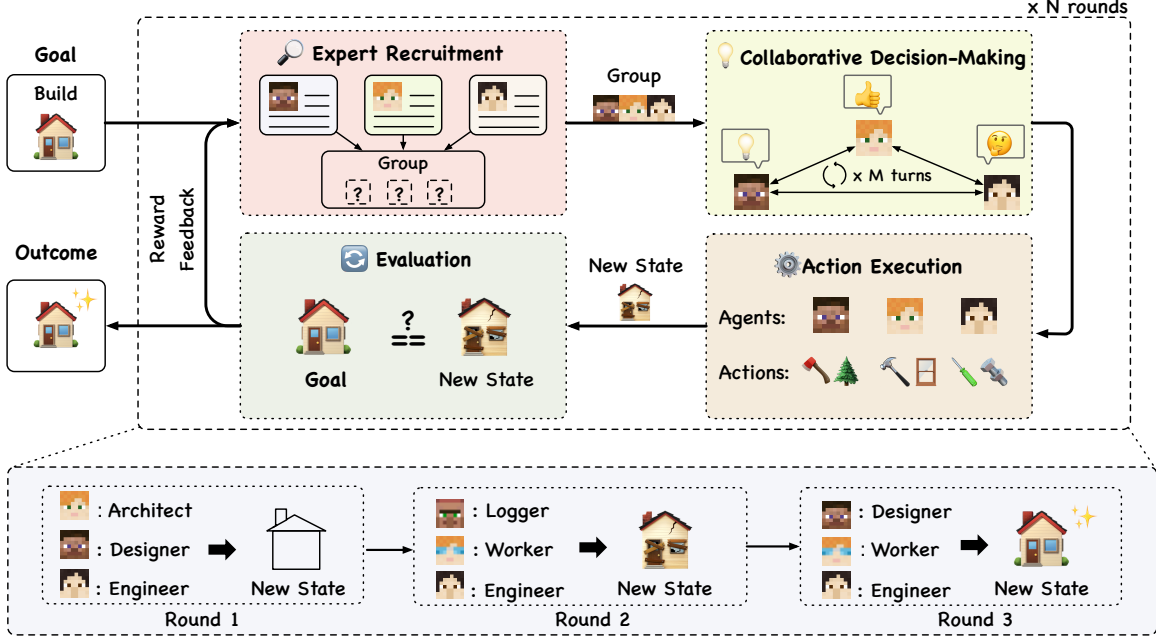 x N rounds
Goal
Build
Expert Recruitment
Group
? ? ?
Group
Collaborative Decision-Making
x M turns
Reward
Feedback
Outcome
Evaluation
?
==
Goal
New State
New State
Action Execution
Agents:
Actions:
: Architect
: Designer
: Engineer
New State
Round 1
: Logger
: Worker
: Engineer
New State
Round 2
: Designer
: Worker
: Engineer
New State
Round 3